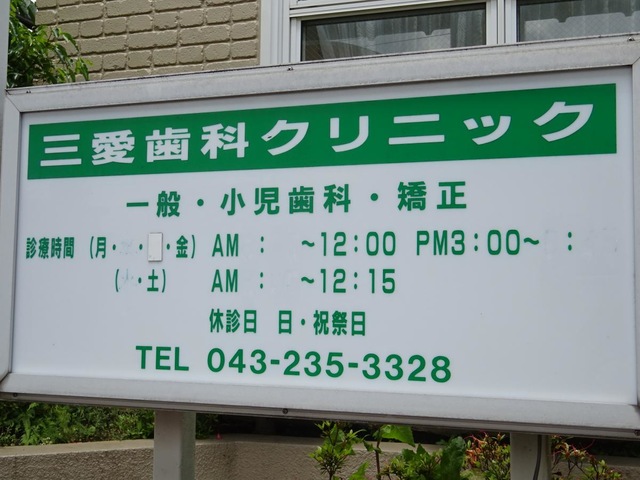 三愛歯科クリニック
一般・小児歯科・矯正
診療時間 (月・ ・ ・金) AM : ~12:00 PM3:00~ :
( ・土) AM : ~12:15
休診日 日・祝祭日
TEL 043-235-3328